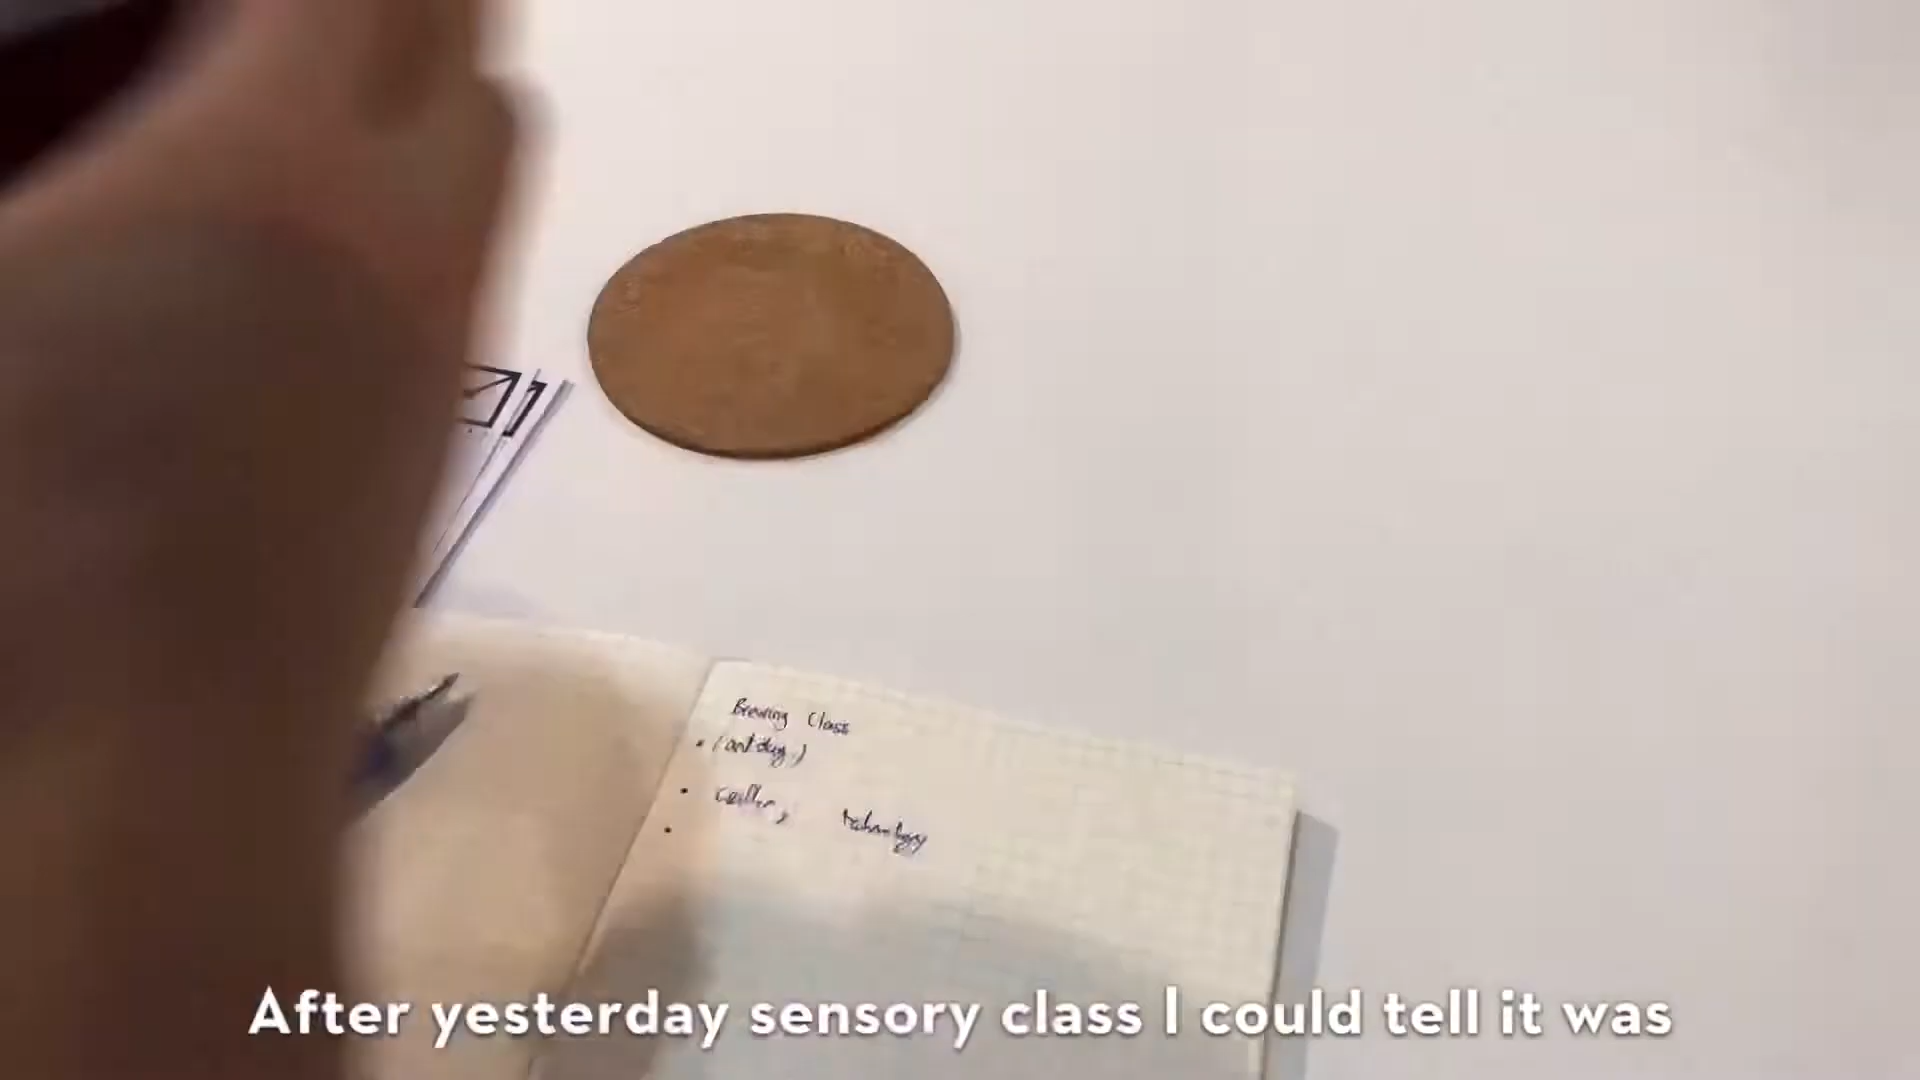 Brewing Class
technology
After yesterday sensory class I could tell it was